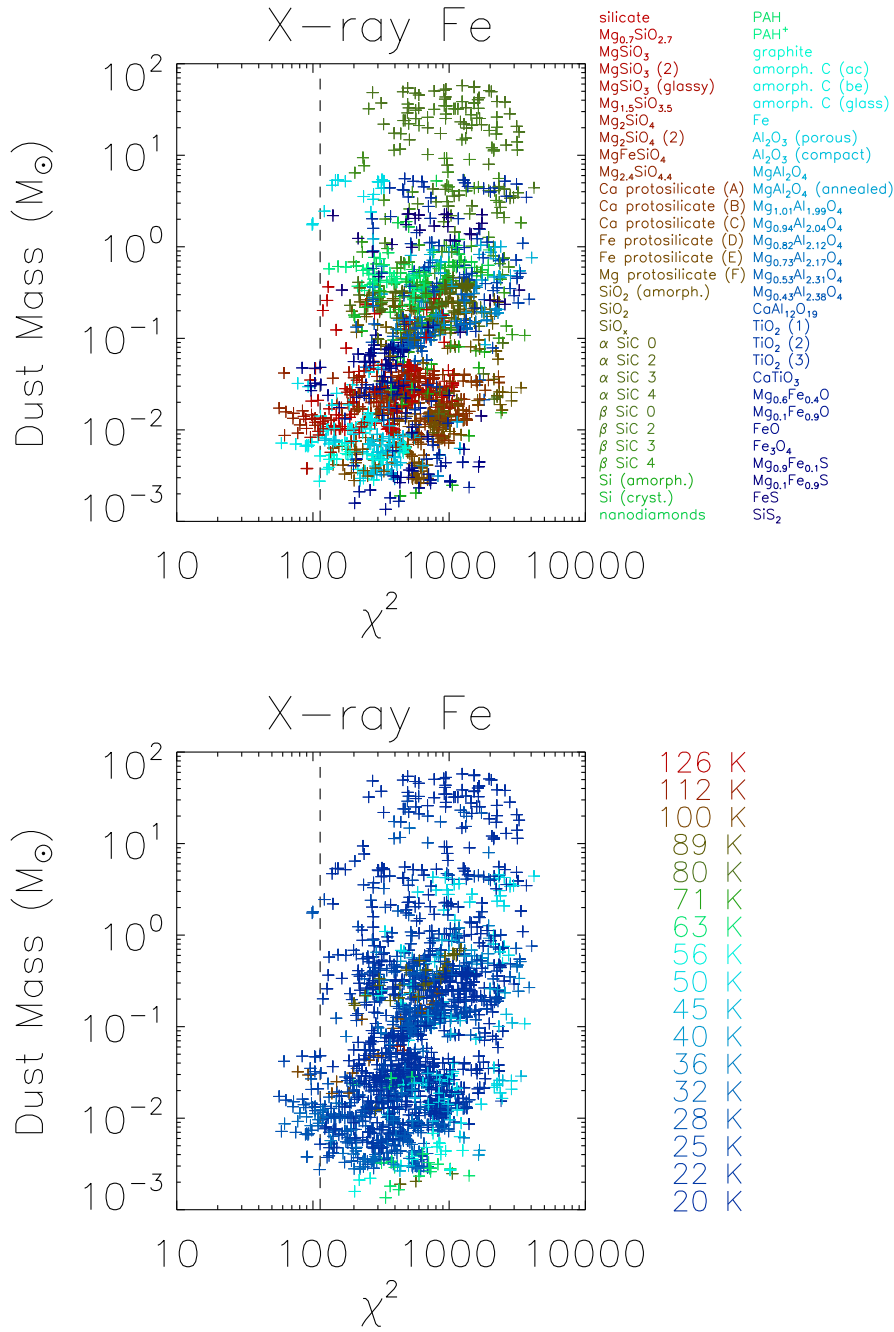 X-ray Fe
Dust Mass (M⊙)
10²
10¹
10⁰
10⁻¹
10⁻²
10⁻³
10 100 1000 10000
χ²
silicate
Mg₀.₇SiO₂.₇
MgSiO₃
MgSiO₃ (2)
MgSiO₃ (glassy)
Mg₁.₅SiO₃.₅
Mg₂SiO₄
Mg₂SiO₄ (2)
MgFeSiO₄
Mg₂.₄SiO₄.₄
Ca protosilicate (A)
Ca protosilicate (B)
Ca protosilicate (C)
Fe protosilicate (D)
Fe protosilicate (E)
Mg protosilicate (F)
SiO₂ (amorph.)
SiO₂
SiOₓ
α SiC 0
α SiC 2
α SiC 3
α SiC 4
β SiC 0
β SiC 2
β SiC 3
β SiC 4
Si (amorph.)
Si (cryst.)
nanodiamonds
PAH
PAH⁺
graphite
amorph. C (ac)
amorph. C (be)
amorph. C (glass)
Fe
Al₂O₃ (porous)
Al₂O₃ (compact)
MgAl₂O₄
MgAl₂O₄ (annealed)
Mg₁.₀₁Al₁.₉₉O₄
Mg₀.₉₄Al₂.₀₄O₄
Mg₀.₈₂Al₂.₁₂O₄
Mg₀.₇₃Al₂.₁₇O₄
Mg₀.₅₃Al₂.₃₁O₄
Mg₀.₄₃Al₂.₃₈O₄
CaAl₁₂O₁₉
TiO₂ (1)
TiO₂ (2)
TiO₂ (3)
CaTiO₃
Mg₀.₆Fe₀.₄O
Mg₀.₁Fe₀.₉O
FeO
Fe₃O₄
Mg₀.₉Fe₀.₁S
Mg₀.₁Fe₀.₉S
FeS
SiS₂
X-ray Fe
Dust Mass (M⊙)
10²
10¹
10⁰
10⁻¹
10⁻²
10⁻³
10 100 1000 10000
χ²
126 K
112 K
100 K
89 K
80 K
71 K
63 K
56 K
50 K
45 K
40 K
36 K
32 K
28 K
25 K
22 K
20 K